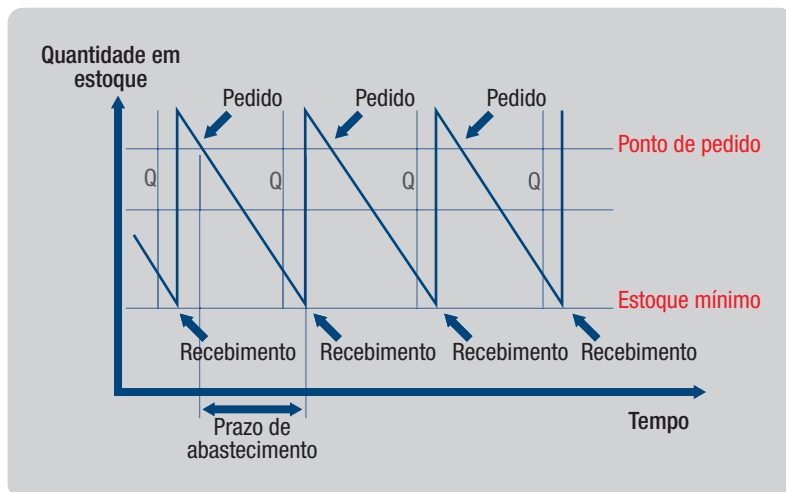 Quantidade em
estoque
Pedido
Pedido
Pedido
Ponto de pedido
Q
Q
Q
Q
Estoque mínimo
Recebimento
Recebimento
Recebimento
Recebimento
Tempo
Prazo de
abastecimento